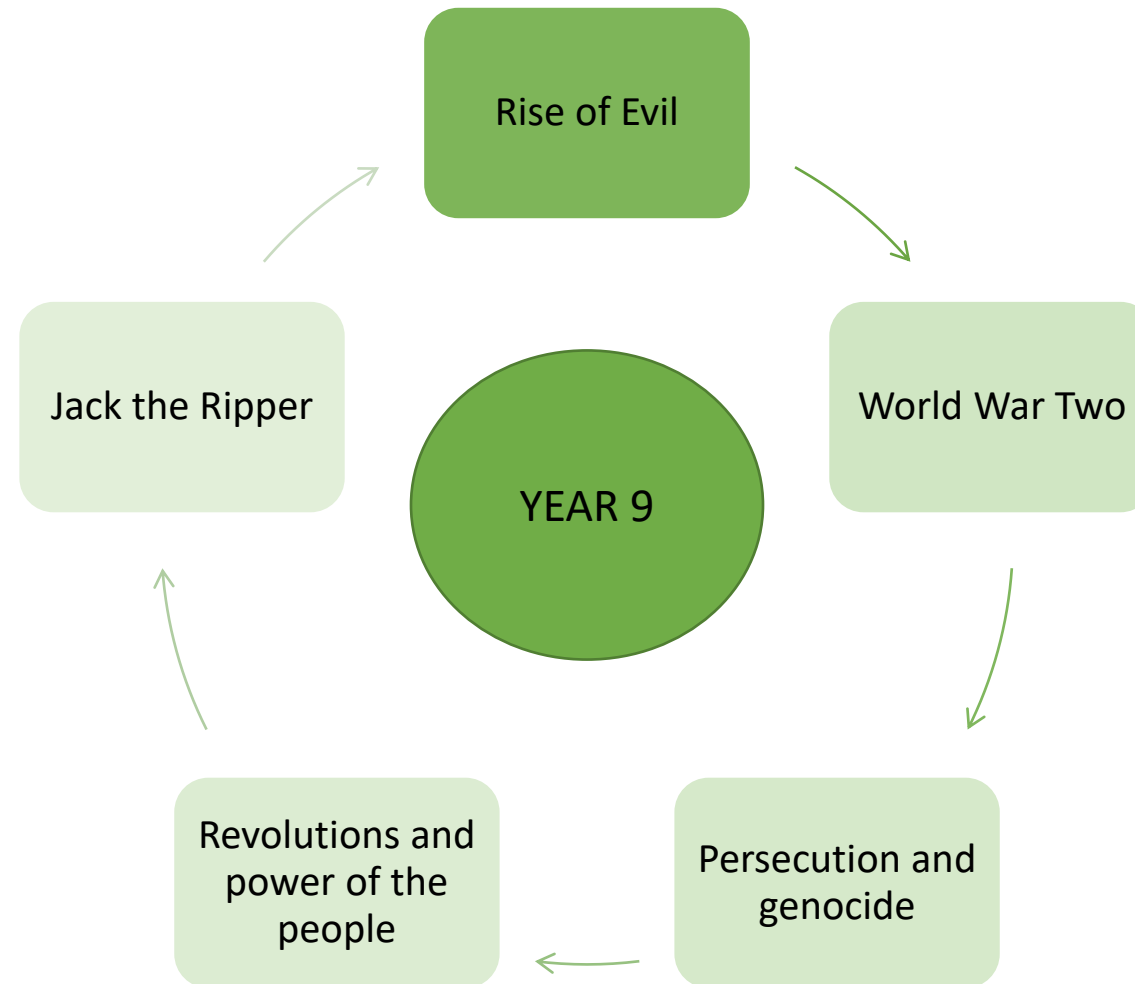 Rise of Evil
World War Two
Persecution and
genocide
Revolutions and
power of the
people
Jack the Ripper
YEAR 9